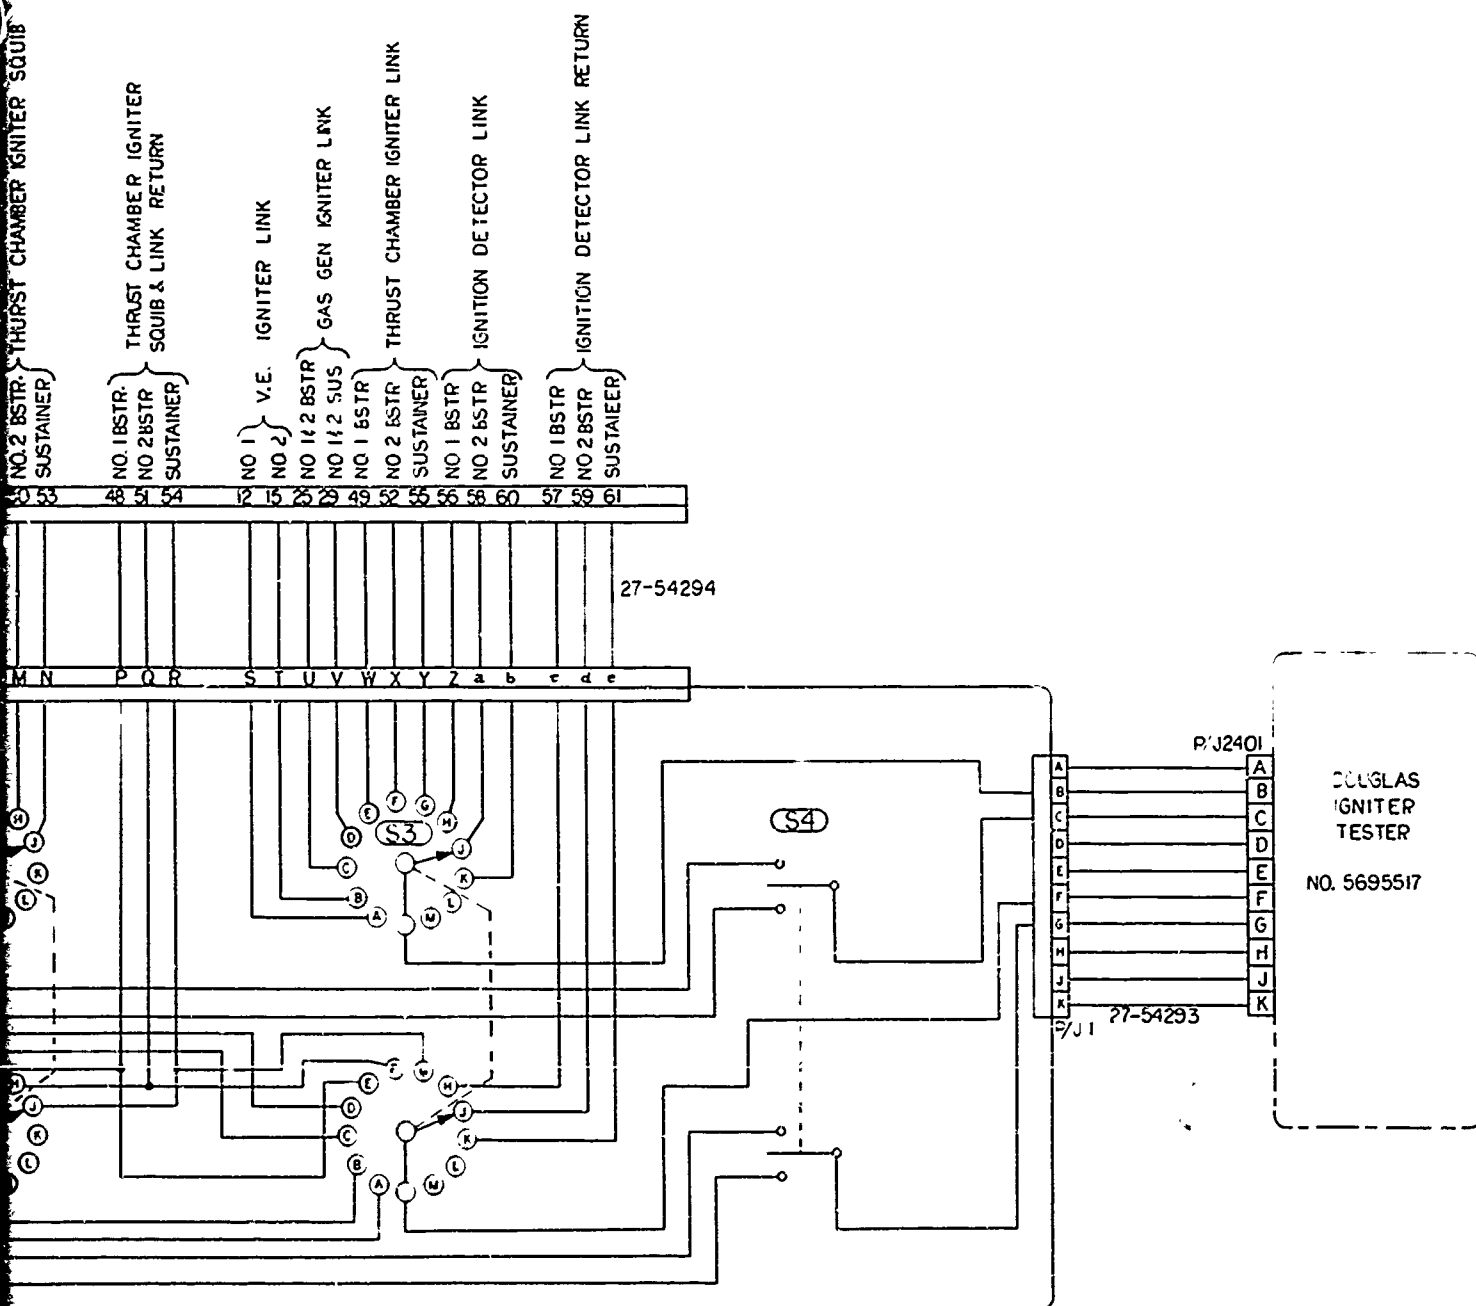 THURST CHAMBER IGNITER SQUIB
NO. 2 BSTR.
SUSTAINER
THRUST CHAMBER IGNITER
SQUIB & LINK RETURN
NO. 1 BSTR.
NO 2 BSTR
SUSTAINER
V.E. IGNITER LINK
NO 1
NO. 2
GAS GEN IGNITER LINK
NO 1 & 2 BSTR
NO 1 & 2 SUS
THRUST CHAMBER IGNITER LINK
NO. 1 BSTR
NO 2 BSTR
SUSTAINER
IGNITION DETECTOR LINK
NO 1 BSTR
NO 2 BSTR
SUSTAINER
IGNITION DETECTOR LINK RETURN
NO 1 BSTR
NO 2 BSTR
SUSTAIEER
53 48 51 54 12 15 25 29 49 52 55 56 58 60 57 59 61
27-54294
M N P Q R S T U V W X Y Z a b c d e
P/J2401
A A
B B
C C
D D
E E
F F
G G
H H
J J
K K
P/J1
27-54293
DOUGLAS
IGNITER
TESTER
NO. 5695517
S3
A B C D E F G H J K L M
S4
H J K L
A B C D E F H J K L M
H J K L